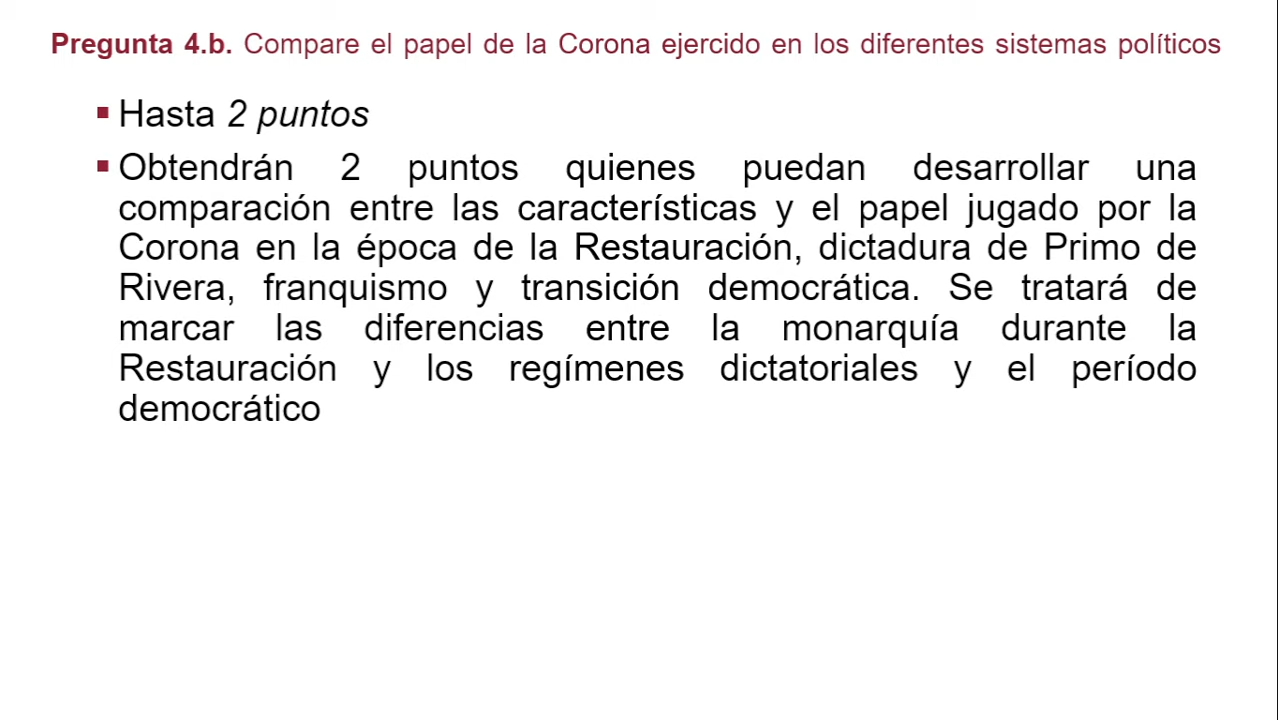 Pregunta 4.b. Compare el papel de la Corona ejercido en los diferentes sistemas políticos
▪ Hasta 2 puntos
▪ Obtendrán 2 puntos quienes puedan desarrollar una
comparación entre las características y el papel jugado por la
Corona en la época de la Restauración, dictadura de Primo de
Rivera, franquismo y transición democrática. Se tratará de
marcar las diferencias entre la monarquía durante la
Restauración y los regímenes dictatoriales y el período
democrático